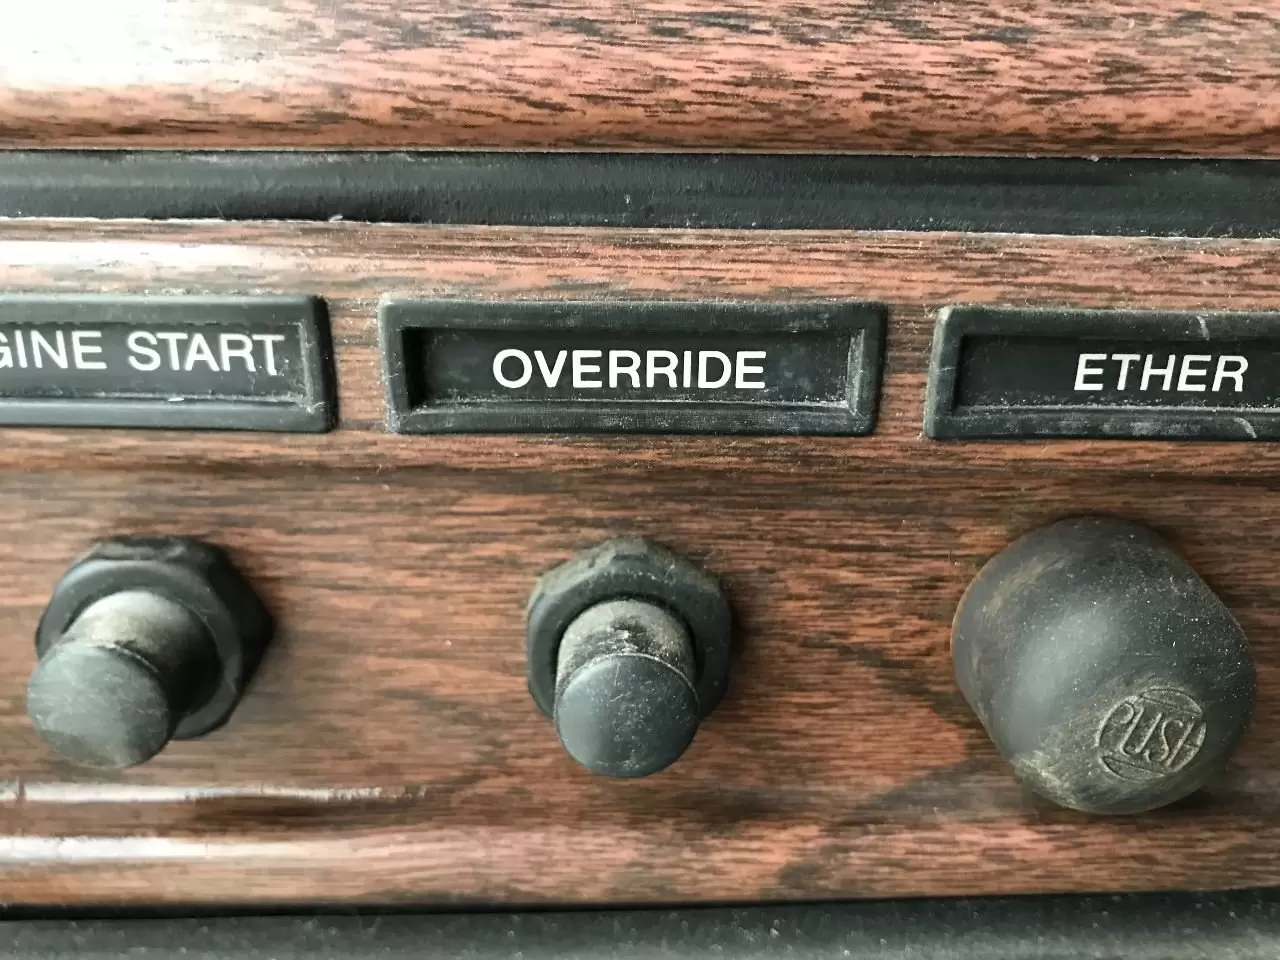 GINE START
OVERRIDE
ETHER
PUSH